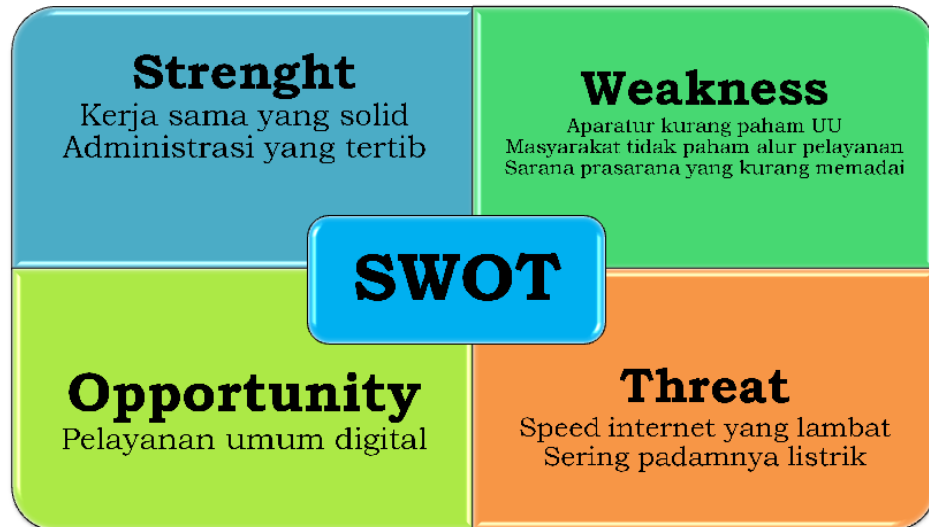 Strenght
Kerja sama yang solid
Administrasi yang tertib
Weakness
Aparatur kurang paham UU
Masyarakat tidak paham alur pelayanan
Sarana prasarana yang kurang memadai
SWOT
Opportunity
Pelayanan umum digital
Threat
Speed internet yang lambat
Sering padamnya listrik